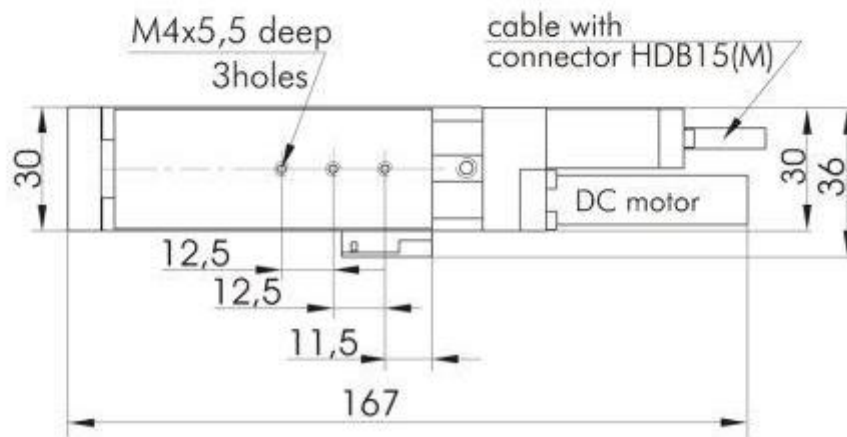 M4x5,5 deep
3holes
cable with
connector HDB15(M)
30
30
36
DC motor
12,5
12,5
11,5
167